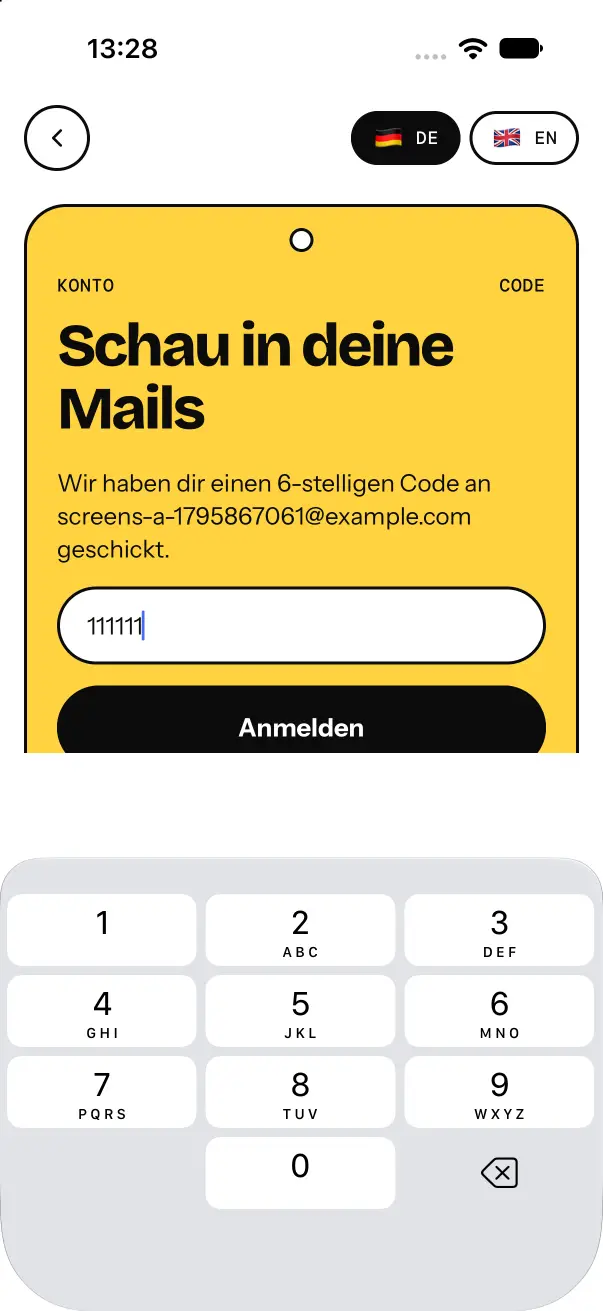 13:28
DE
EN
KONTO
CODE
Schau in deine
Mails
Wir haben dir einen 6-stelligen Code an
screens-a-1795867061@example.com
geschickt.
111111
Anmelden
1
2
ABC
3
DEF
4
GHI
5
JKL
6
MNO
7
PQRS
8
TUV
9
WXYZ
0